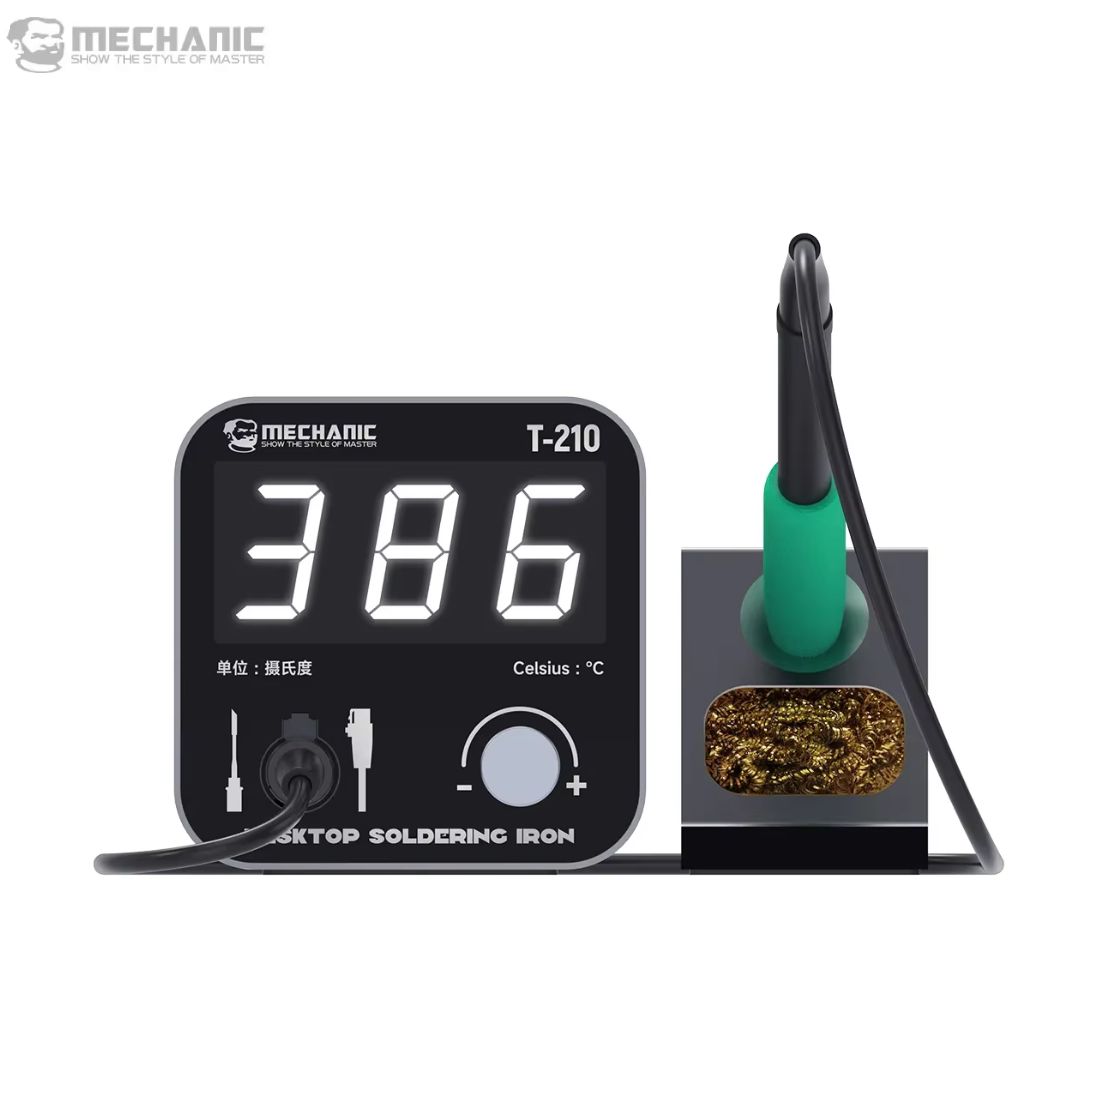 MECHANIC
SHOW THE STYLE OF MASTER
MECHANIC
SHOW THE STYLE OF MASTER
T-210
386
单位：摄氏度
Celsius : °C
- +
SOLDERING IRON